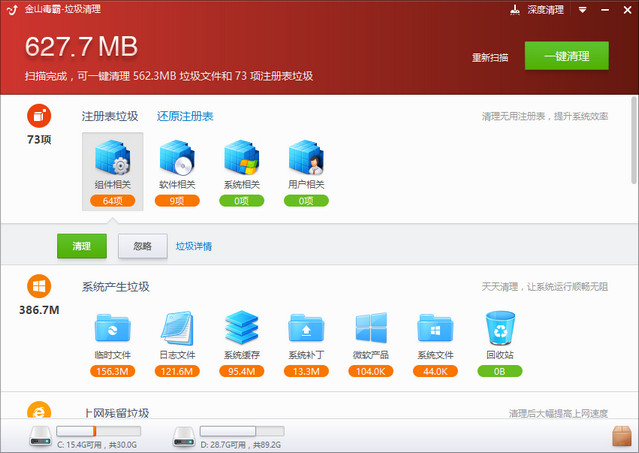 金山毒霸-垃圾清理
深度清理
627.7 MB
扫描完成，可一键清理 562.3MB 垃圾文件和 73 项注册表垃圾
重新扫描
一键清理
73项
注册表垃圾 还原注册表
清理无用注册表，提升系统效率
组件相关 软件相关 系统相关 用户相关
64项 9项 0项 0项
清理 忽略 垃圾详情
386.7M
系统产生垃圾
天天清理，让系统运行顺畅无阻
临时文件 日志文件 系统缓存 系统补丁 微软产品 系统文件 回收站
156.3M 121.6M 95.4M 13.3M 104.0K 44.0K 0B
上网残留垃圾
清理后大幅提高上网速度
C: 15.4G可用，共30.0G
D: 28.7G可用，共89.2G